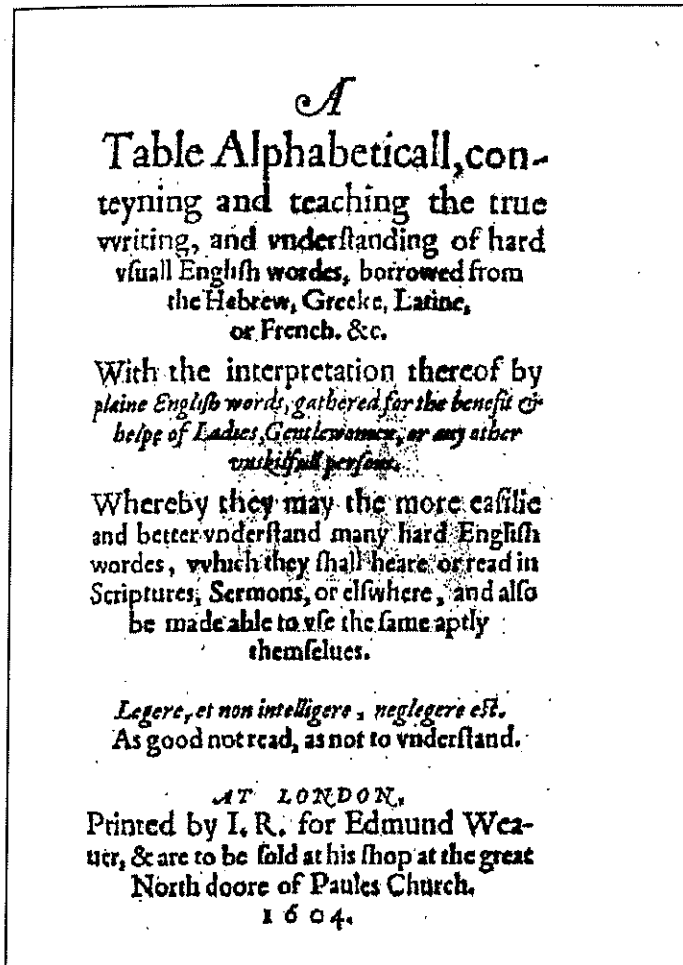 A
Table Alphabeticall, con-
teyning and teaching the true
vvriting, and vnderſtanding of hard
vſuall Engliſh wordes, borrowed from
the Hebrew, Greeke, Latine,
or French. &c.
With the interpretation thereof by
plaine Engliſh words, gathered for the benefit &
helpe of Ladies, Gentlewomen, or any other
vnskilfull perſons.
Whereby they may the more eaſilie
and better vnderſtand many hard Engliſh
wordes, vvhich they ſhall heare or read in
Scriptures, Sermons, or elſwhere, and alſo
be made able to vſe the ſame aptly
themſelues.
Legere, et non intelligere, neglegere eſt.
As good not read, as not to vnderſtand.
AT LONDON,
Printed by I. R. for Edmund Wea-
uer, & are to be ſold at his ſhop at the great
North doore of Paules Church.
1604.